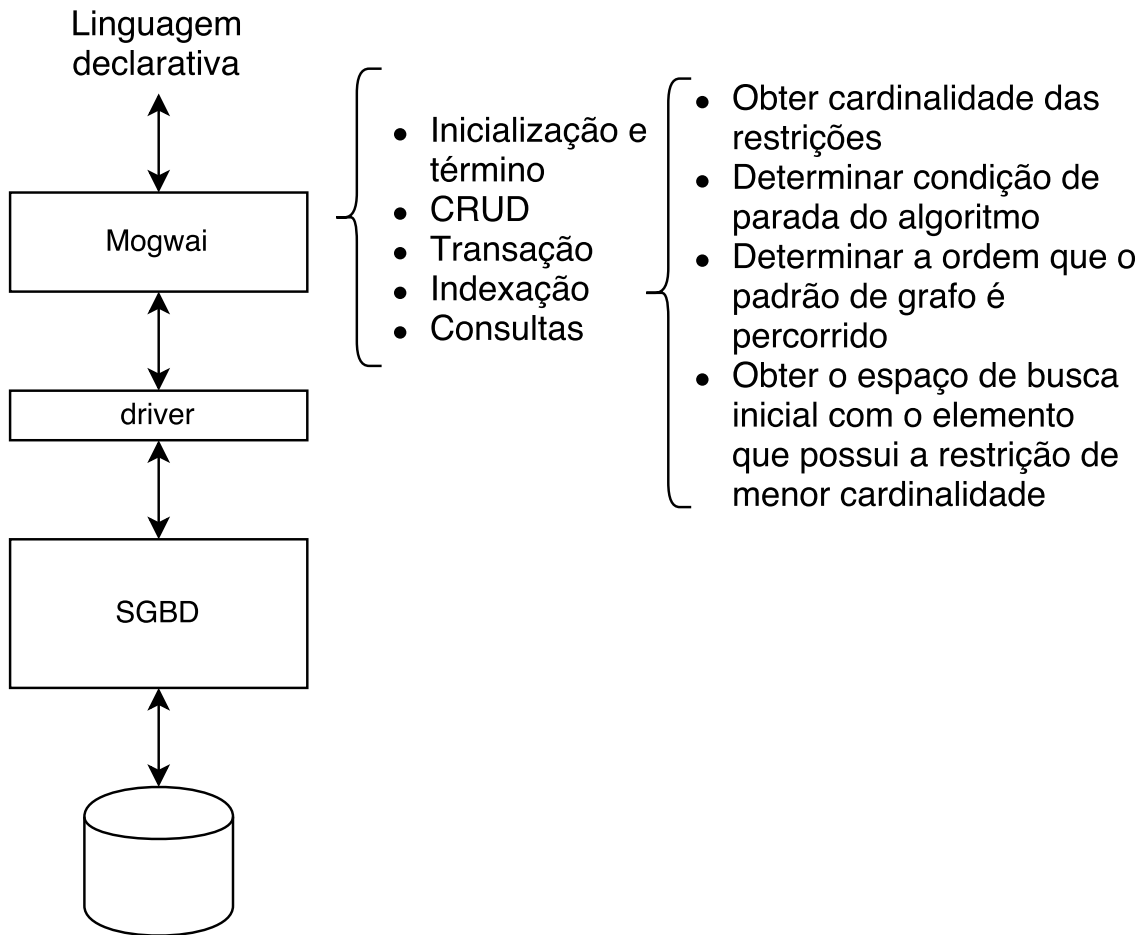 Linguagem
declarativa
Mogwai
driver
SGBD
• Inicialização e
término
• CRUD
• Transação
• Indexação
• Consultas
• Obter cardinalidade das
restrições
• Determinar condição de
parada do algoritmo
• Determinar a ordem que o
padrão de grafo é
percorrido
• Obter o espaço de busca
inicial com o elemento
que possui a restrição de
menor cardinalidade